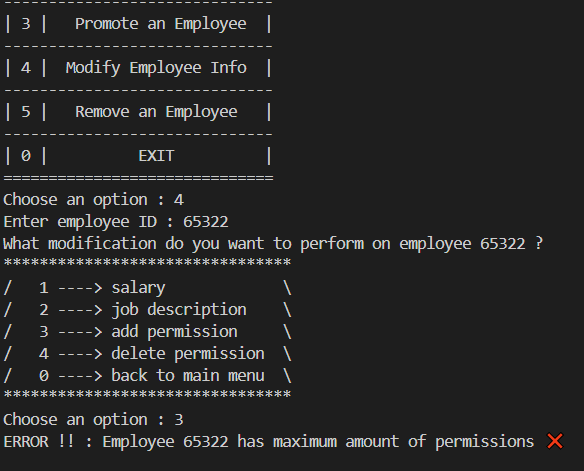 ------------------------------
| 3 |   Promote an Employee  |
------------------------------
| 4 |  Modify Employee Info  |
------------------------------
| 5 |   Remove an Employee   |
------------------------------
| 0 |          EXIT          |
==============================
Choose an option : 4
Enter employee ID : 65322
What modification do you want to perform on employee 65322 ?
********************************
/   1 ----> salary             \
/   2 ----> job description    \
/   3 ----> add permission     \
/   4 ----> delete permission  \
/   0 ----> back to main menu  \
********************************
Choose an option : 3
ERROR !! : Employee 65322 has maximum amount of permissions ❌